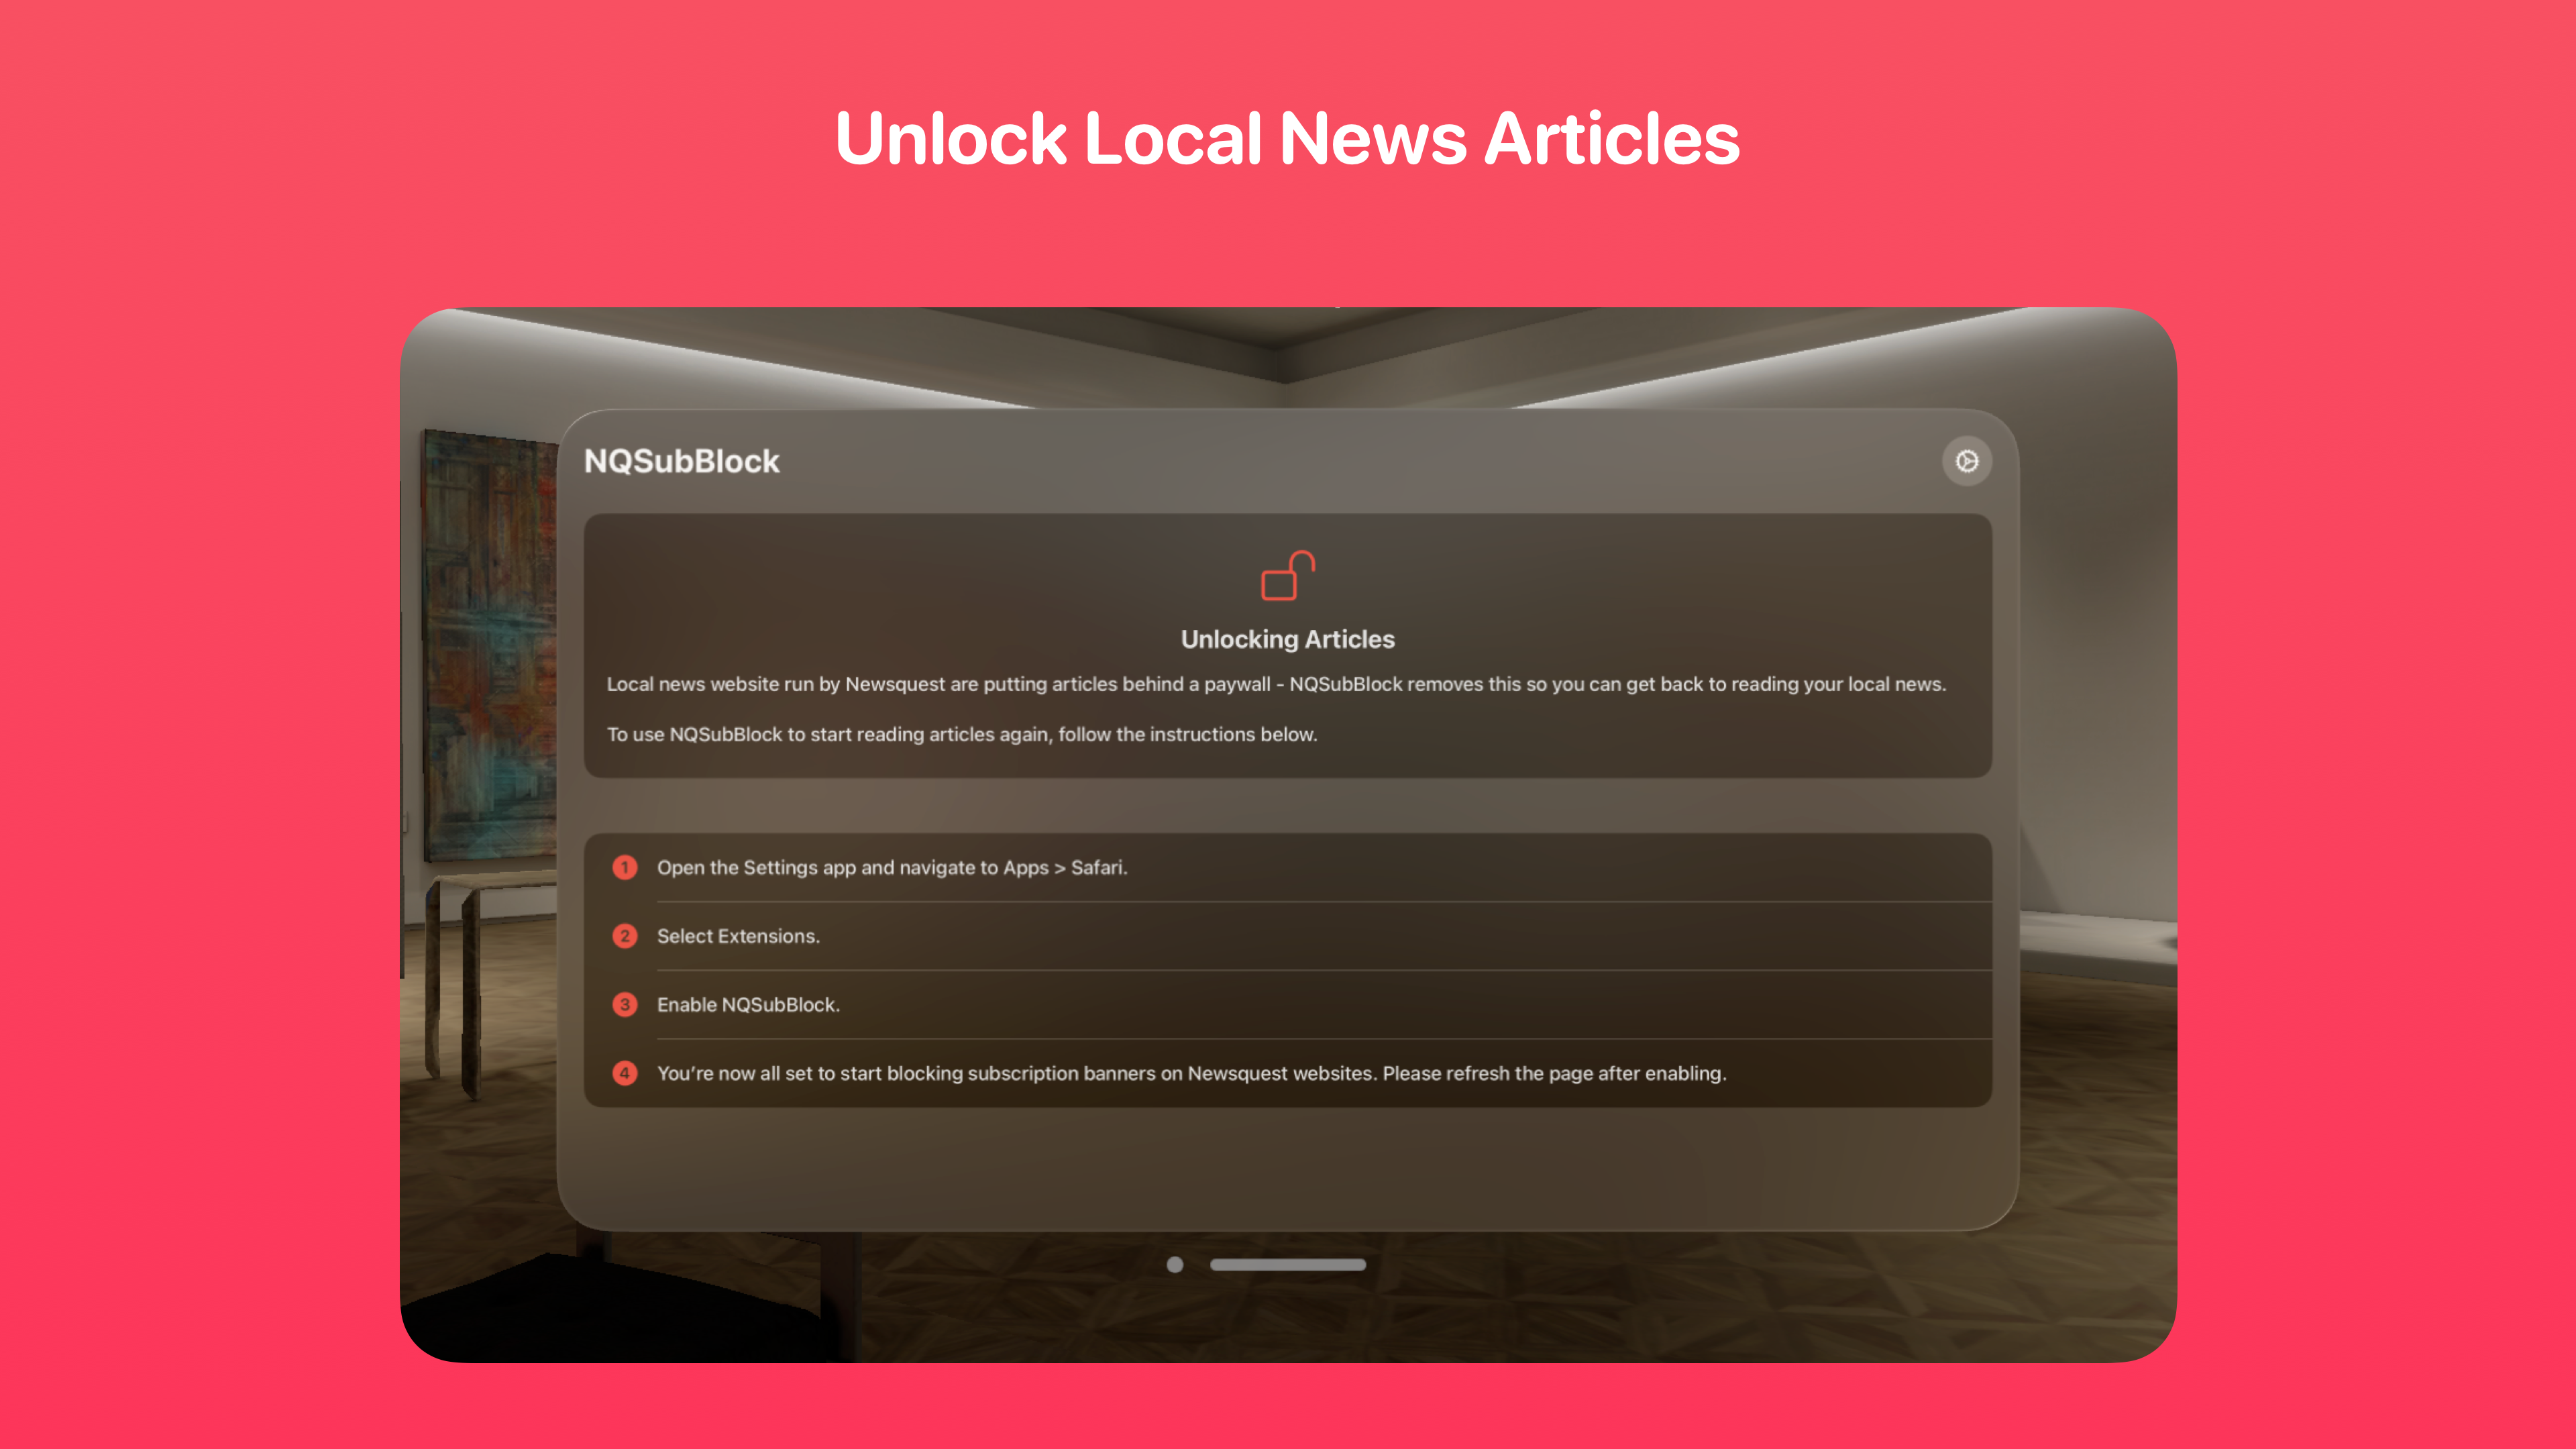 Unlock Local News Articles
NQSubBlock
Unlocking Articles
Local news website run by Newsquest are putting articles behind a paywall - NQSubBlock removes this so you can get back to reading your local news.
To use NQSubBlock to start reading articles again, follow the instructions below.
1 Open the Settings app and navigate to Apps > Safari.
2 Select Extensions.
3 Enable NQSubBlock.
4 You’re now all set to start blocking subscription banners on Newsquest websites. Please refresh the page after enabling.